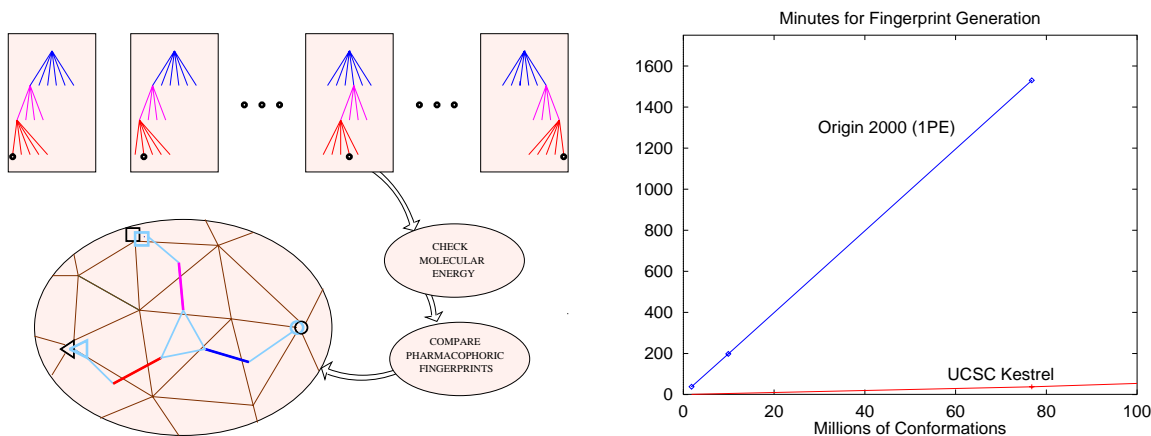 CHECK
MOLECULAR
ENERGY
COMPARE
PHARMACOPHORIC
FINGERPRINTS
Minutes for Fingerprint Generation
1600
1400
1200
1000
800
600
400
200
0
Origin 2000 (1PE)
UCSC Kestrel
0 20 40 60 80 100
Millions of Conformations